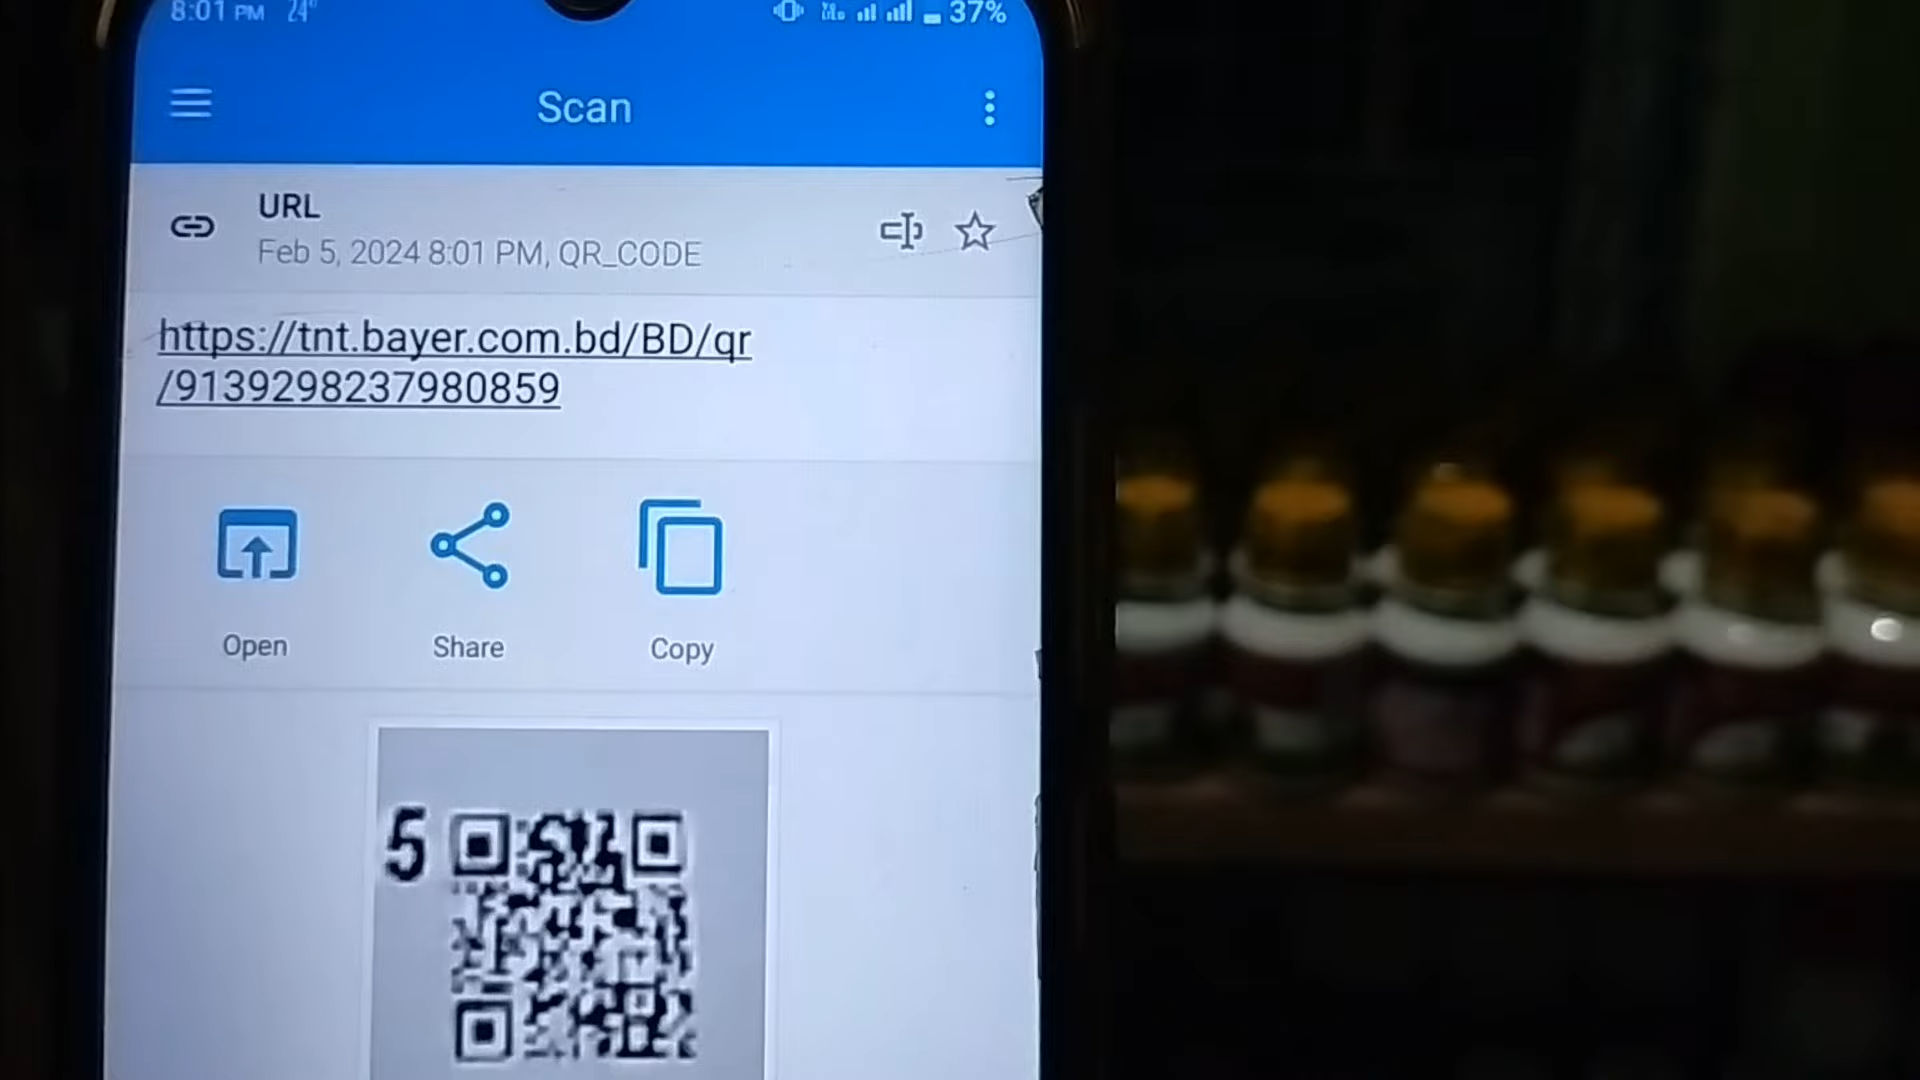 8:01 PM 24° 37%
Scan
URL
Feb 5, 2024 8:01 PM, QR_CODE
https://tnt.bayer.com.bd/BD/qr
/9139298237980859
Open Share Copy
5